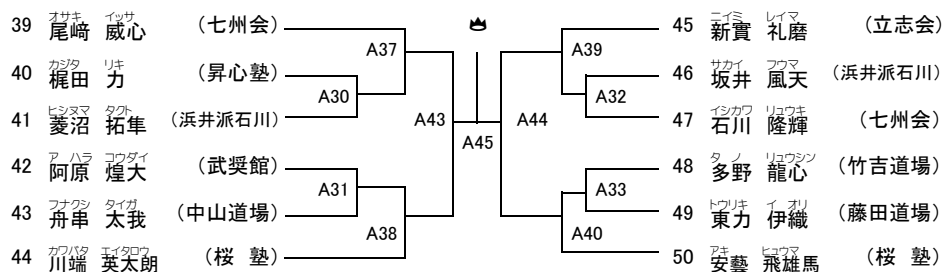 39 尾﨑 威心 オサキ イッサ (七州会)
40 梶田 力 カジタ リキ (昇心塾)
41 菱沼 拓隼 ヒシヌマ タクト (浜井派石川)
42 阿原 煌大 ア ハラ コウダイ (武奨館)
43 舟串 太我 フナクシ タイガ (中山道場)
44 川端 英太朗 カワバタ エイタロウ (桜 塾)
A37
A30
A43
A31
A38
A45
A39
A32
A44
A33
A40
45 新實 礼磨 ニイミ レイマ (立志会)
46 坂井 風天 サカイ フウマ (浜井派石川)
47 石川 隆輝 イシカワ リュウキ (七州会)
48 多野 龍心 タ ノ リュウシン (竹吉道場)
49 東力 伊織 トウリキ イ オリ (藤田道場)
50 安藝 飛雄馬 アキ ヒュウマ (桜 塾)